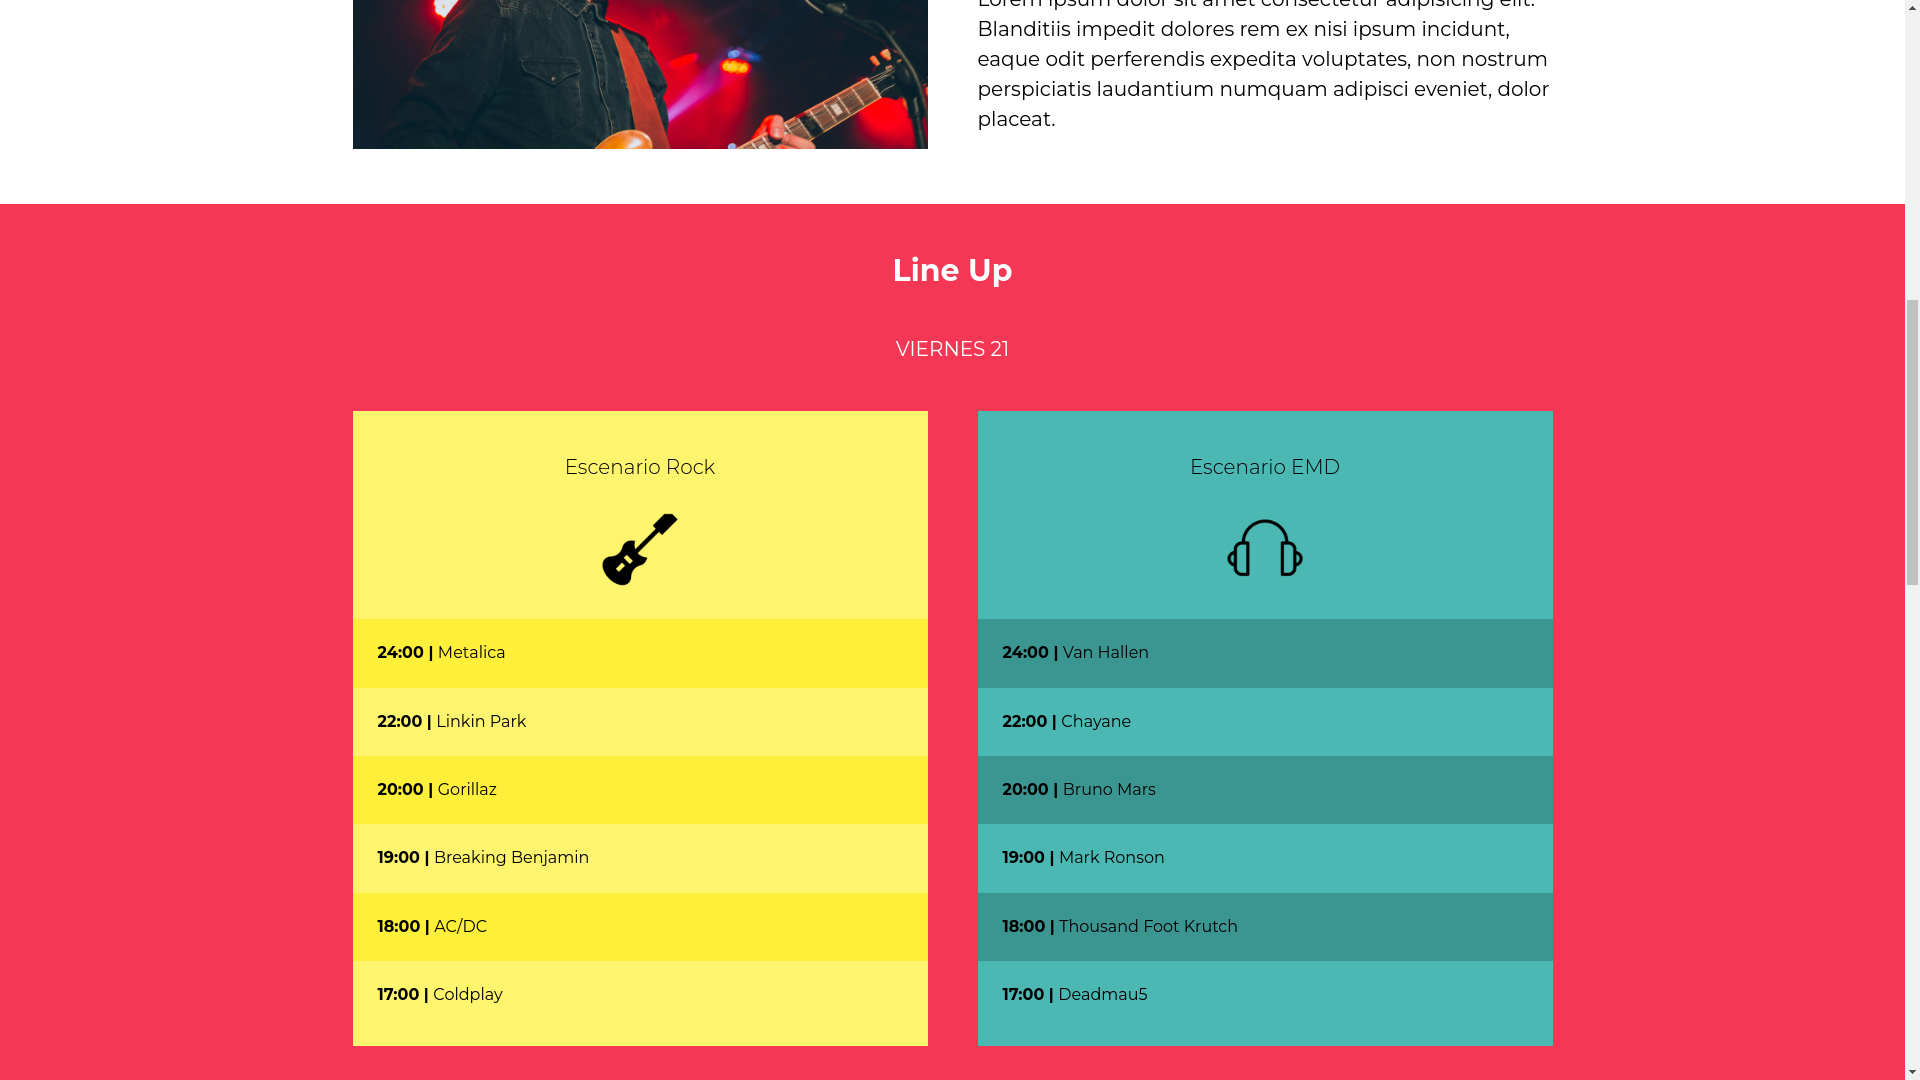 Lorem ipsum dolor sit amet consectetur adipisicing elit.
Blanditiis impedit dolores rem ex nisi ipsum incidunt,
eaque odit perferendis expedita voluptates, non nostrum
perspiciatis laudantium numquam adipisci eveniet, dolor
placeat.
Line Up
VIERNES 21
Escenario Rock
24:00 | Metalica
22:00 | Linkin Park
20:00 | Gorillaz
19:00 | Breaking Benjamin
18:00 | AC/DC
17:00 | Coldplay
Escenario EMD
24:00 | Van Hallen
22:00 | Chayane
20:00 | Bruno Mars
19:00 | Mark Ronson
18:00 | Thousand Foot Krutch
17:00 | Deadmau5